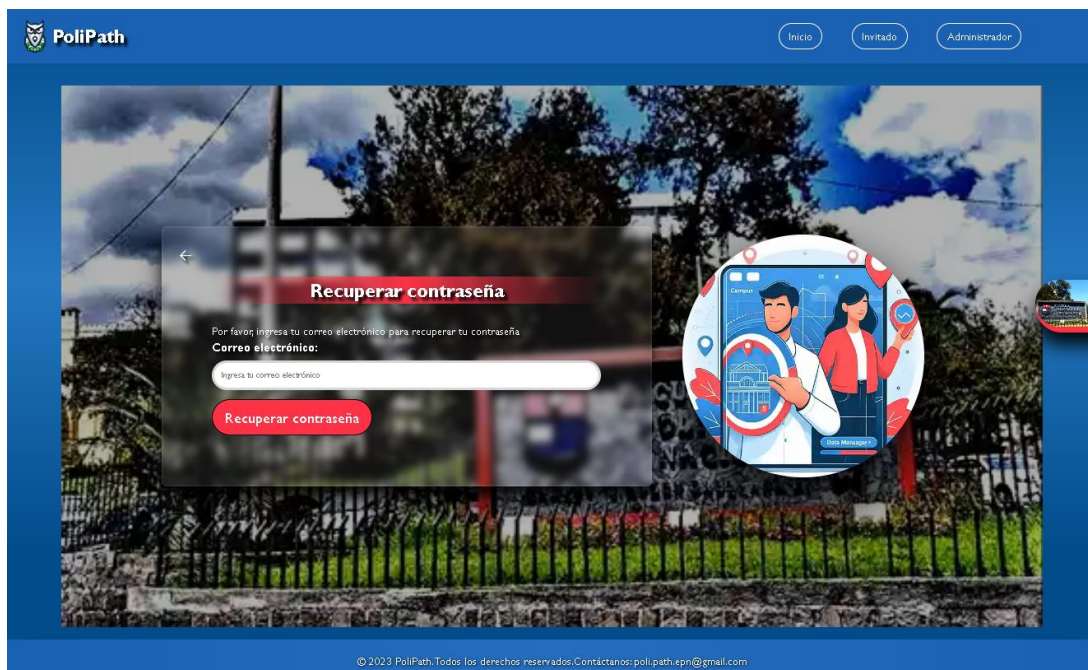 PoliPath
Inicio
Invitado
Administrador
←
Recuperar contraseña
Por favor, ingresa tu correo electrónico para recuperar tu contraseña
Correo electrónico:
Ingresa tu correo electrónico
Recuperar contraseña
Campus
Data Manager
© 2023 PoliPath. Todos los derechos reservados. Contáctanos: poli.path.epn@gmail.com